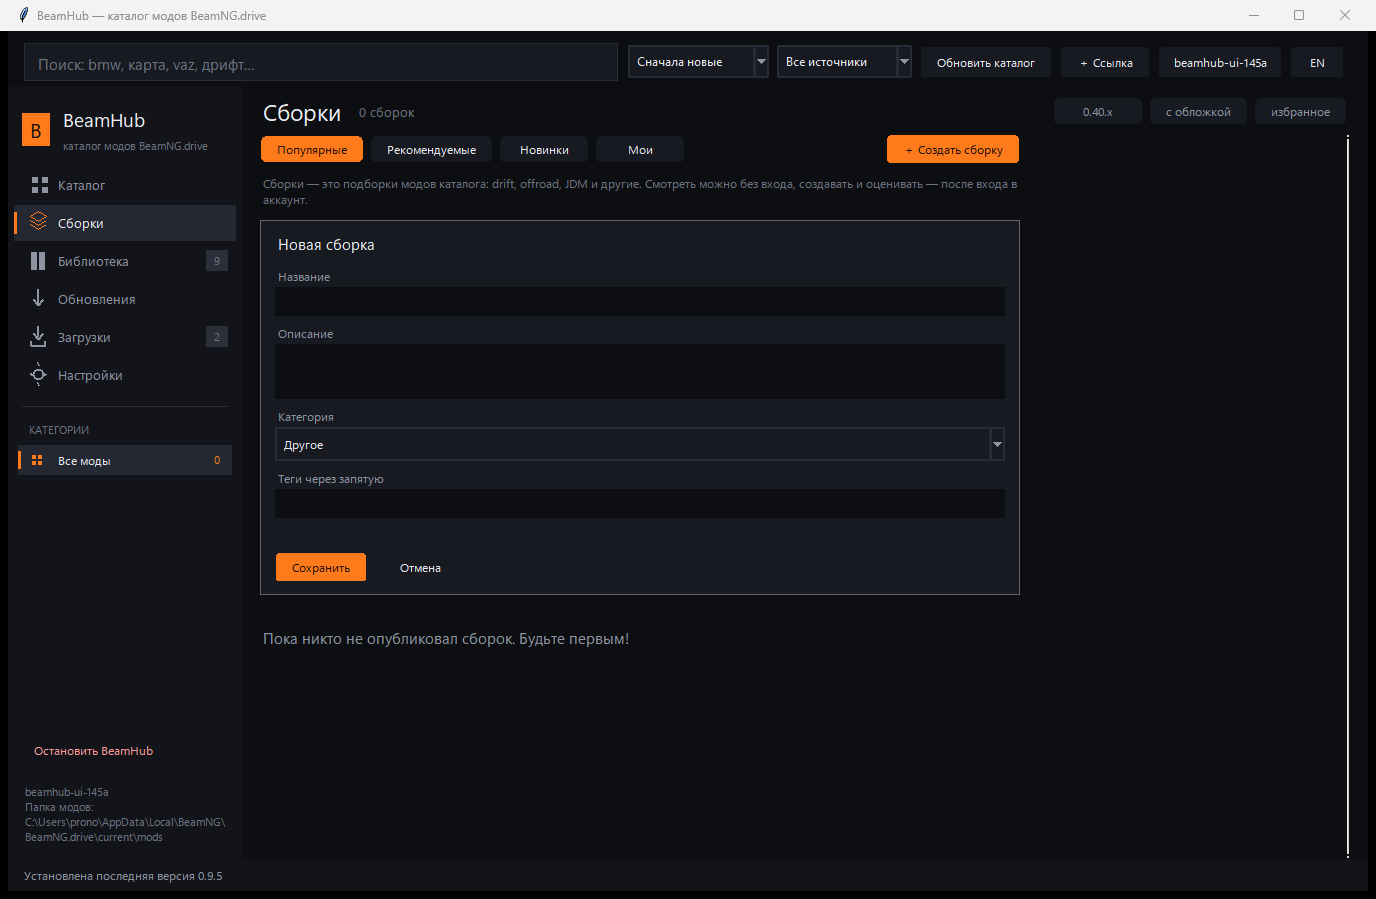 BeamHub — каталог модов BeamNG.drive
Поиск: bmw, карта, vaz, дрифт...
Сначала новые
Все источники
Обновить каталог
+ Ссылка
beamhub-ui-145a
EN
B
BeamHub
каталог модов BeamNG.drive
Каталог
Сборки
Библиотека 9
Обновления
Загрузки 2
Настройки
КАТЕГОРИИ
Все моды 0
Остановить BeamHub
beamhub-ui-145a
Папка модов:
C:\Users\prono\AppData\Local\BeamNG\
BeamNG.drive\current\mods
Сборки 0 сборок
0.40.x
с обложкой
избранное
Популярные
Рекомендуемые
Новинки
Мои
+ Создать сборку
Сборки — это подборки модов каталога: drift, offroad, JDM и другие. Смотреть можно без входа, создавать и оценивать — после входа в
аккаунт.
Новая сборка
Название
Описание
Категория
Другое
Теги через запятую
Сохранить
Отмена
Пока никто не опубликовал сборок. Будьте первым!
Установлена последняя версия 0.9.5